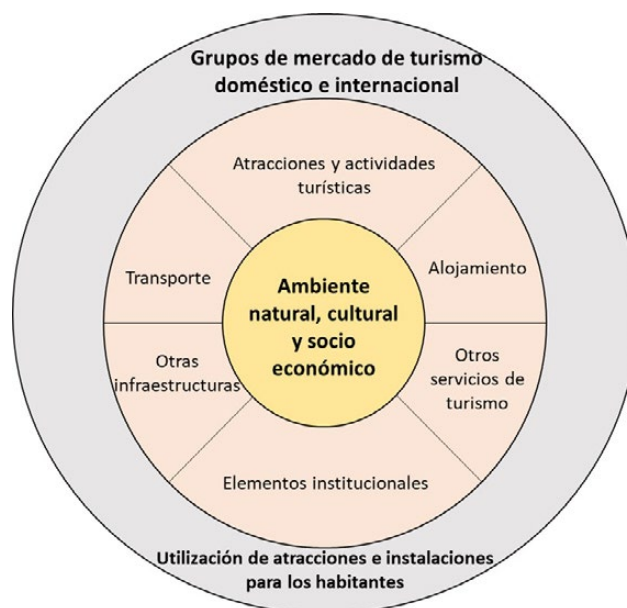 Grupos de mercado de turismo
doméstico e internacional
Atracciones y actividades
turísticas
Transporte
Alojamiento
Ambiente
natural, cultural
y socio
económico
Otras
infraestructuras
Otros
servicios de
turismo
Elementos institucionales
Utilización de atracciones e instalaciones
para los habitantes